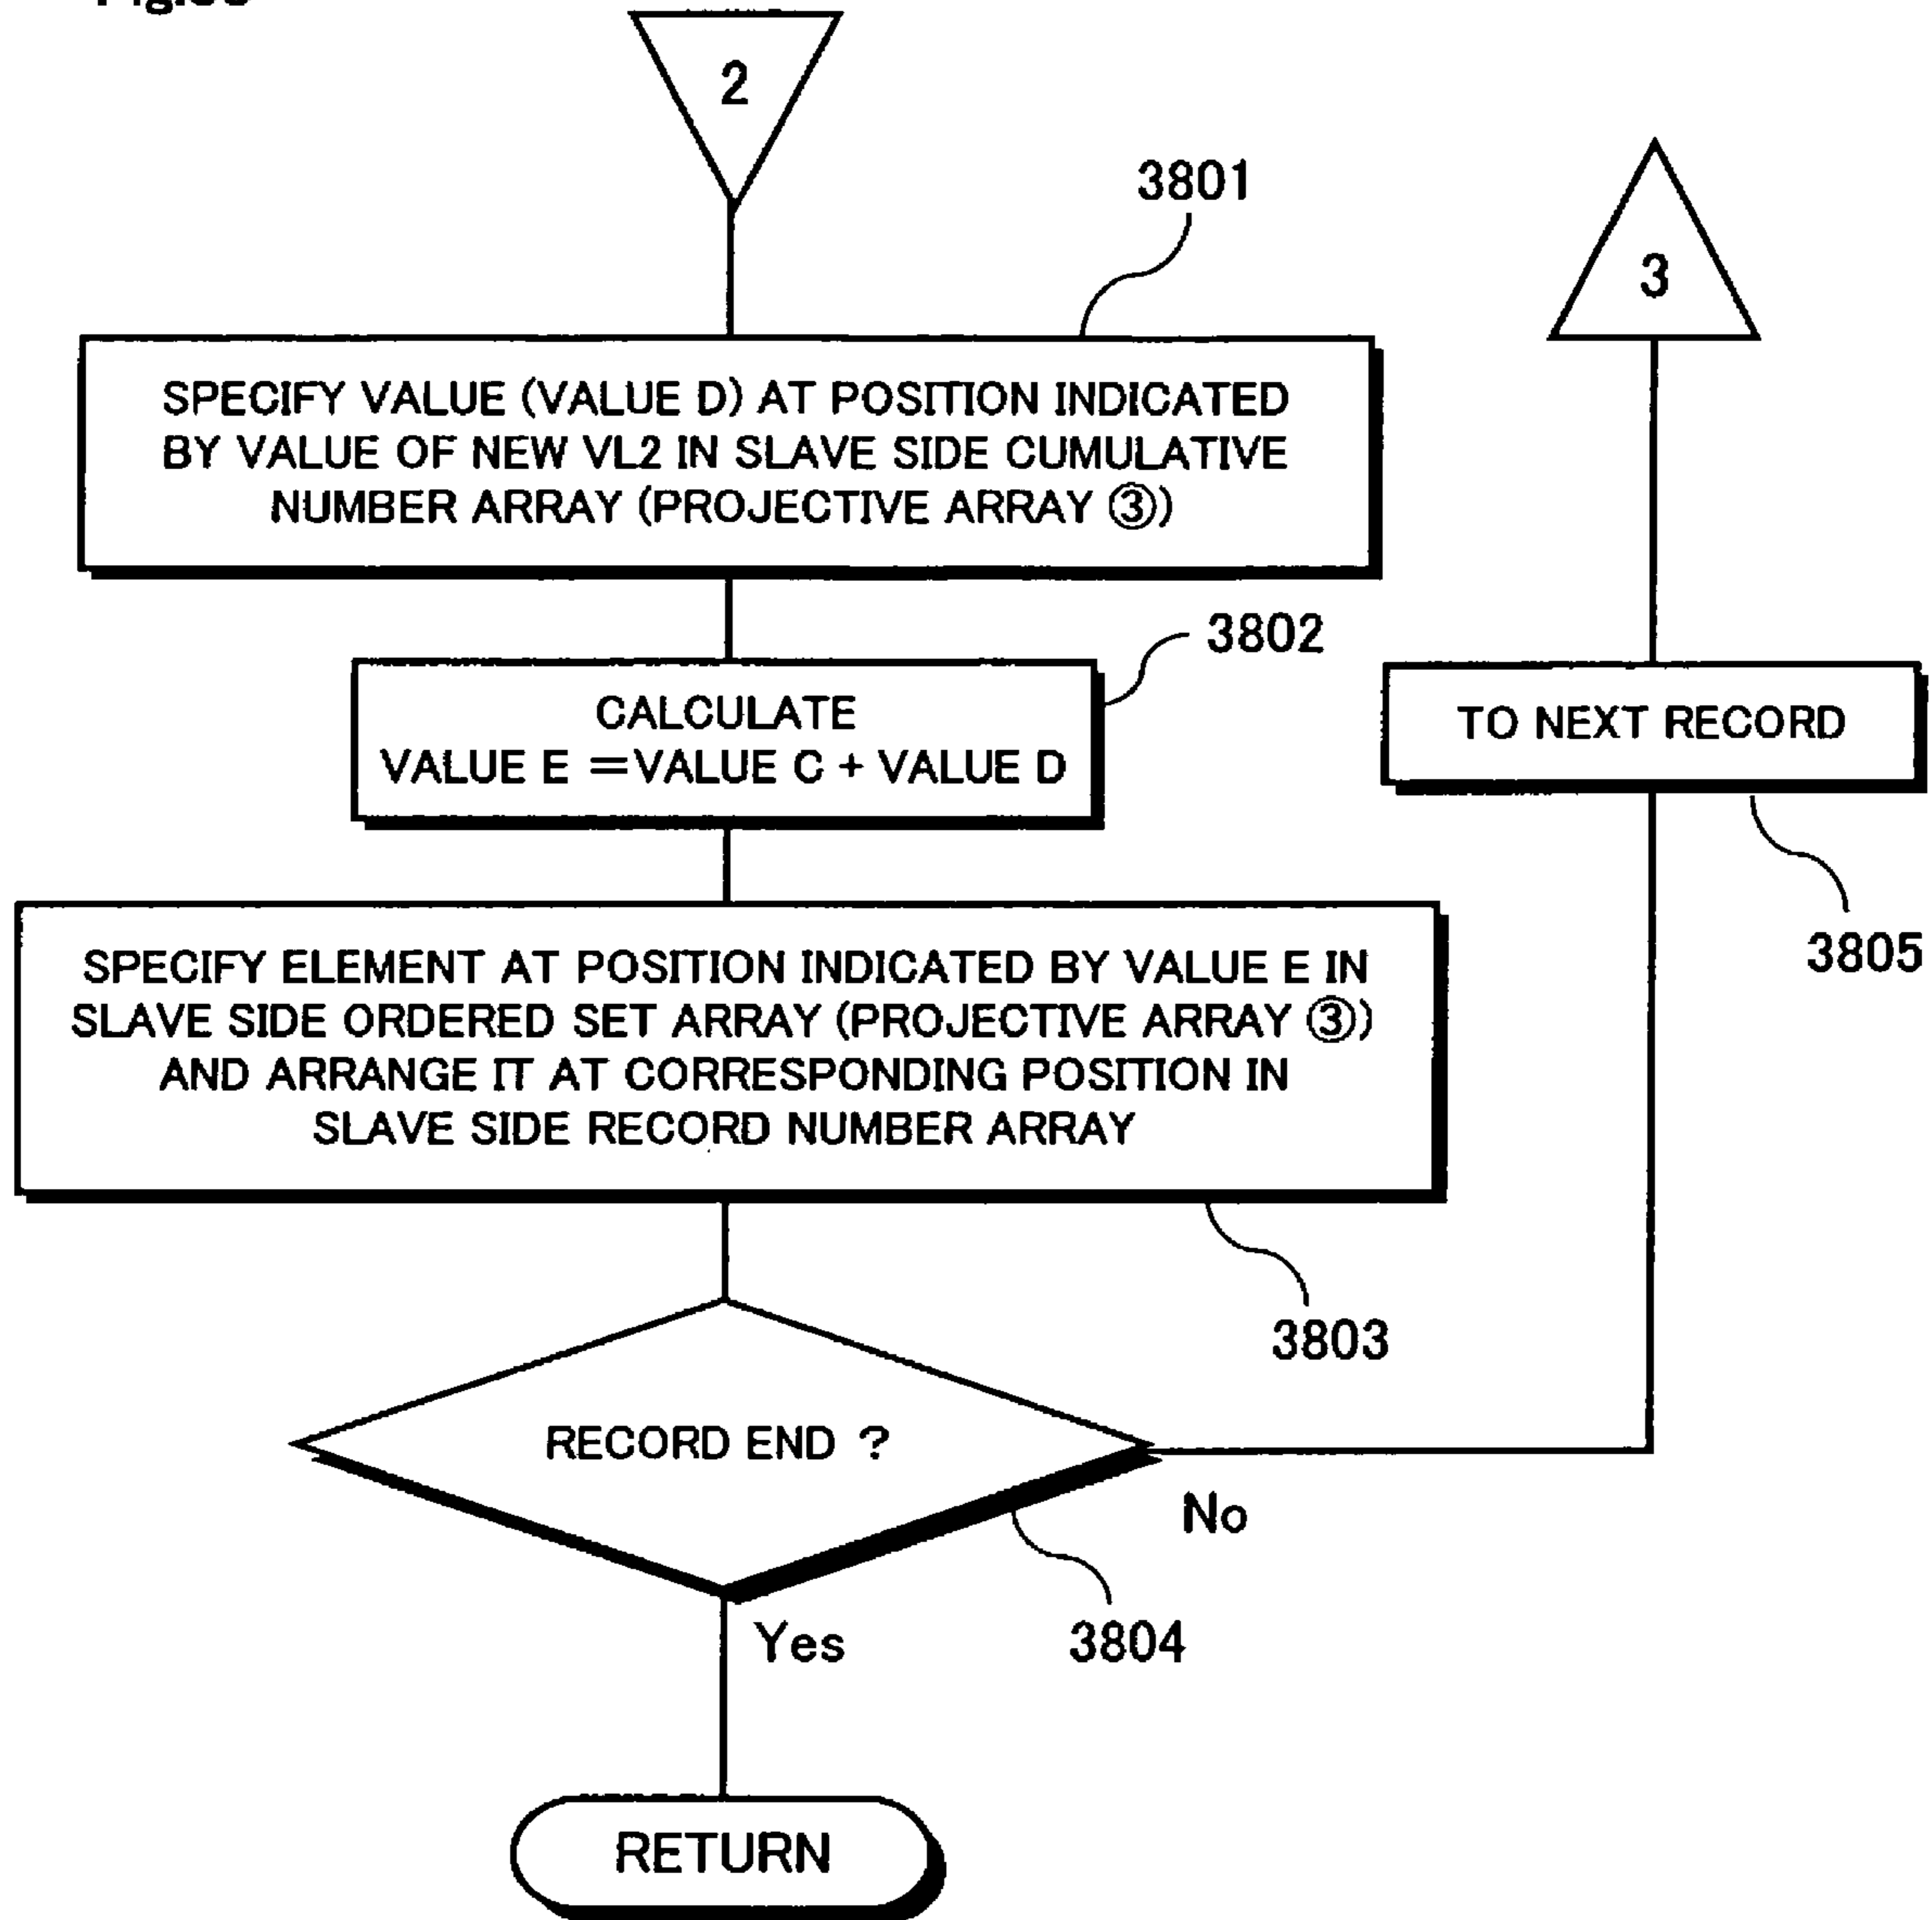 2
3801
3
SPECIFY VALUE (VALUE D) AT POSITION INDICATED
BY VALUE OF NEW VL2 IN SLAVE SIDE CUMULATIVE
NUMBER ARRAY (PROJECTIVE ARRAY ③)
3802
CALCULATE
VALUE E =VALUE C + VALUE D
TO NEXT RECORD
3805
SPECIFY ELEMENT AT POSITION INDICATED BY VALUE E IN
SLAVE SIDE ORDERED SET ARRAY (PROJECTIVE ARRAY ③)
AND ARRANGE IT AT CORRESPONDING POSITION IN
SLAVE SIDE RECORD NUMBER ARRAY
3803
RECORD END ?
No
Yes
3804
RETURN